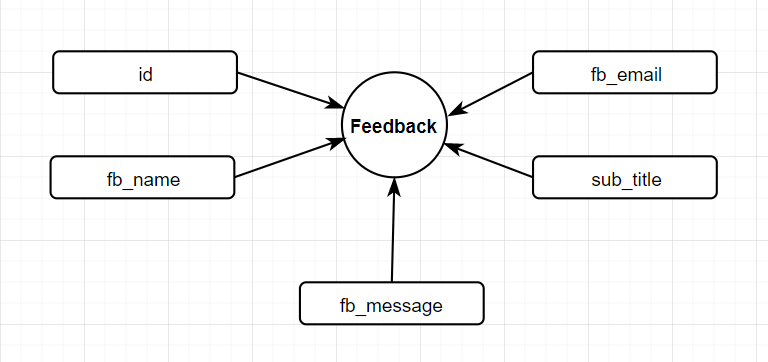 id
fb_email
Feedback
fb_name
sub_title
fb_message